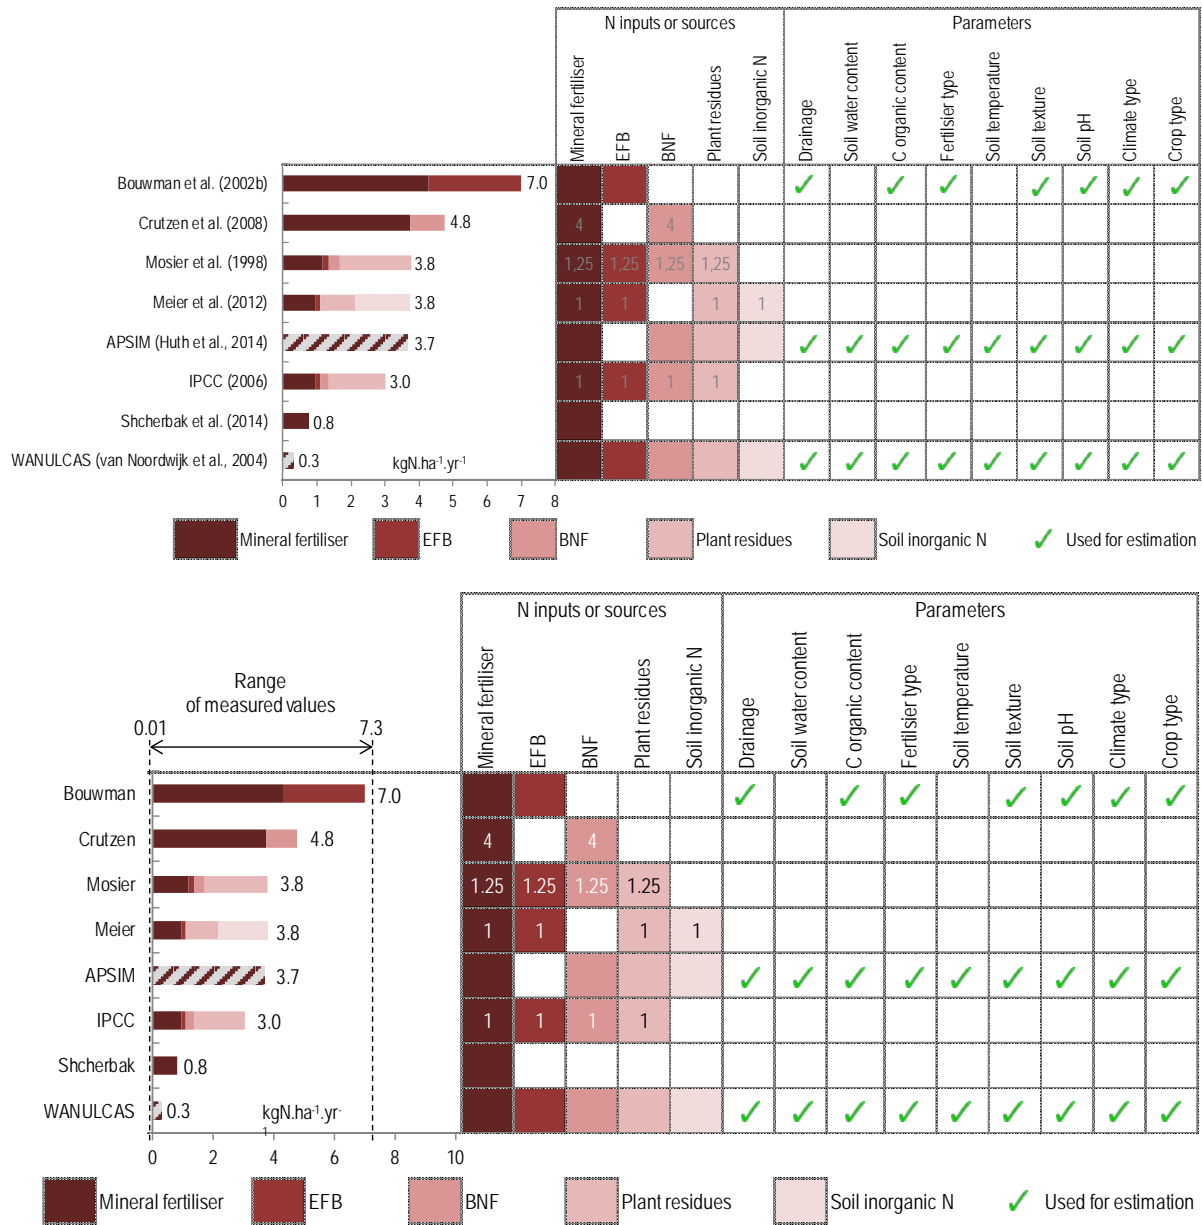 N inputs or sources
Parameters
Mineral fertiliser
EFB
BNF
Plant residues
Soil inorganic N
Drainage
Soil water content
C organic content
Fertilsier type
Soil temperature
Soil texture
Soil pH
Climate type
Crop type
Bouwman et al. (2002b)
7.0
Crutzen et al. (2008)
4.8
4
4
Mosier et al. (1998)
3.8
1,25 1,25 1,25 1,25
Meier et al. (2012)
3.8
1 1 1 1
APSIM (Huth et al., 2014)
3.7
IPCC (2006)
3.0
1 1 1 1
Shcherbak et al. (2014)
0.8
WANULCAS (van Noordwijk et al., 2004)
0.3
kgN.ha⁻¹.yr⁻¹
0 1 2 3 4 5 6 7 8
Mineral fertiliser
EFB
BNF
Plant residues
Soil inorganic N
Used for estimation
N inputs or sources
Parameters
Mineral fertiliser
EFB
BNF
Plant residues
Soil inorganic N
Drainage
Soil water content
C organic content
Fertilsier type
Soil temperature
Soil texture
Soil pH
Climate type
Crop type
Range
of measured values
0.01
7.3
Bouwman
7.0
Crutzen
4.8
4
4
Mosier
3.8
1.25 1.25 1.25 1.25
Meier
3.8
1 1 1 1
APSIM
3.7
IPCC
3.0
1 1 1 1
Shcherbak
0.8
WANULCAS
0.3
kgN.ha⁻¹.yr⁻
0 2 4 6 8 10
Mineral fertiliser
EFB
BNF
Plant residues
Soil inorganic N
Used for estimation